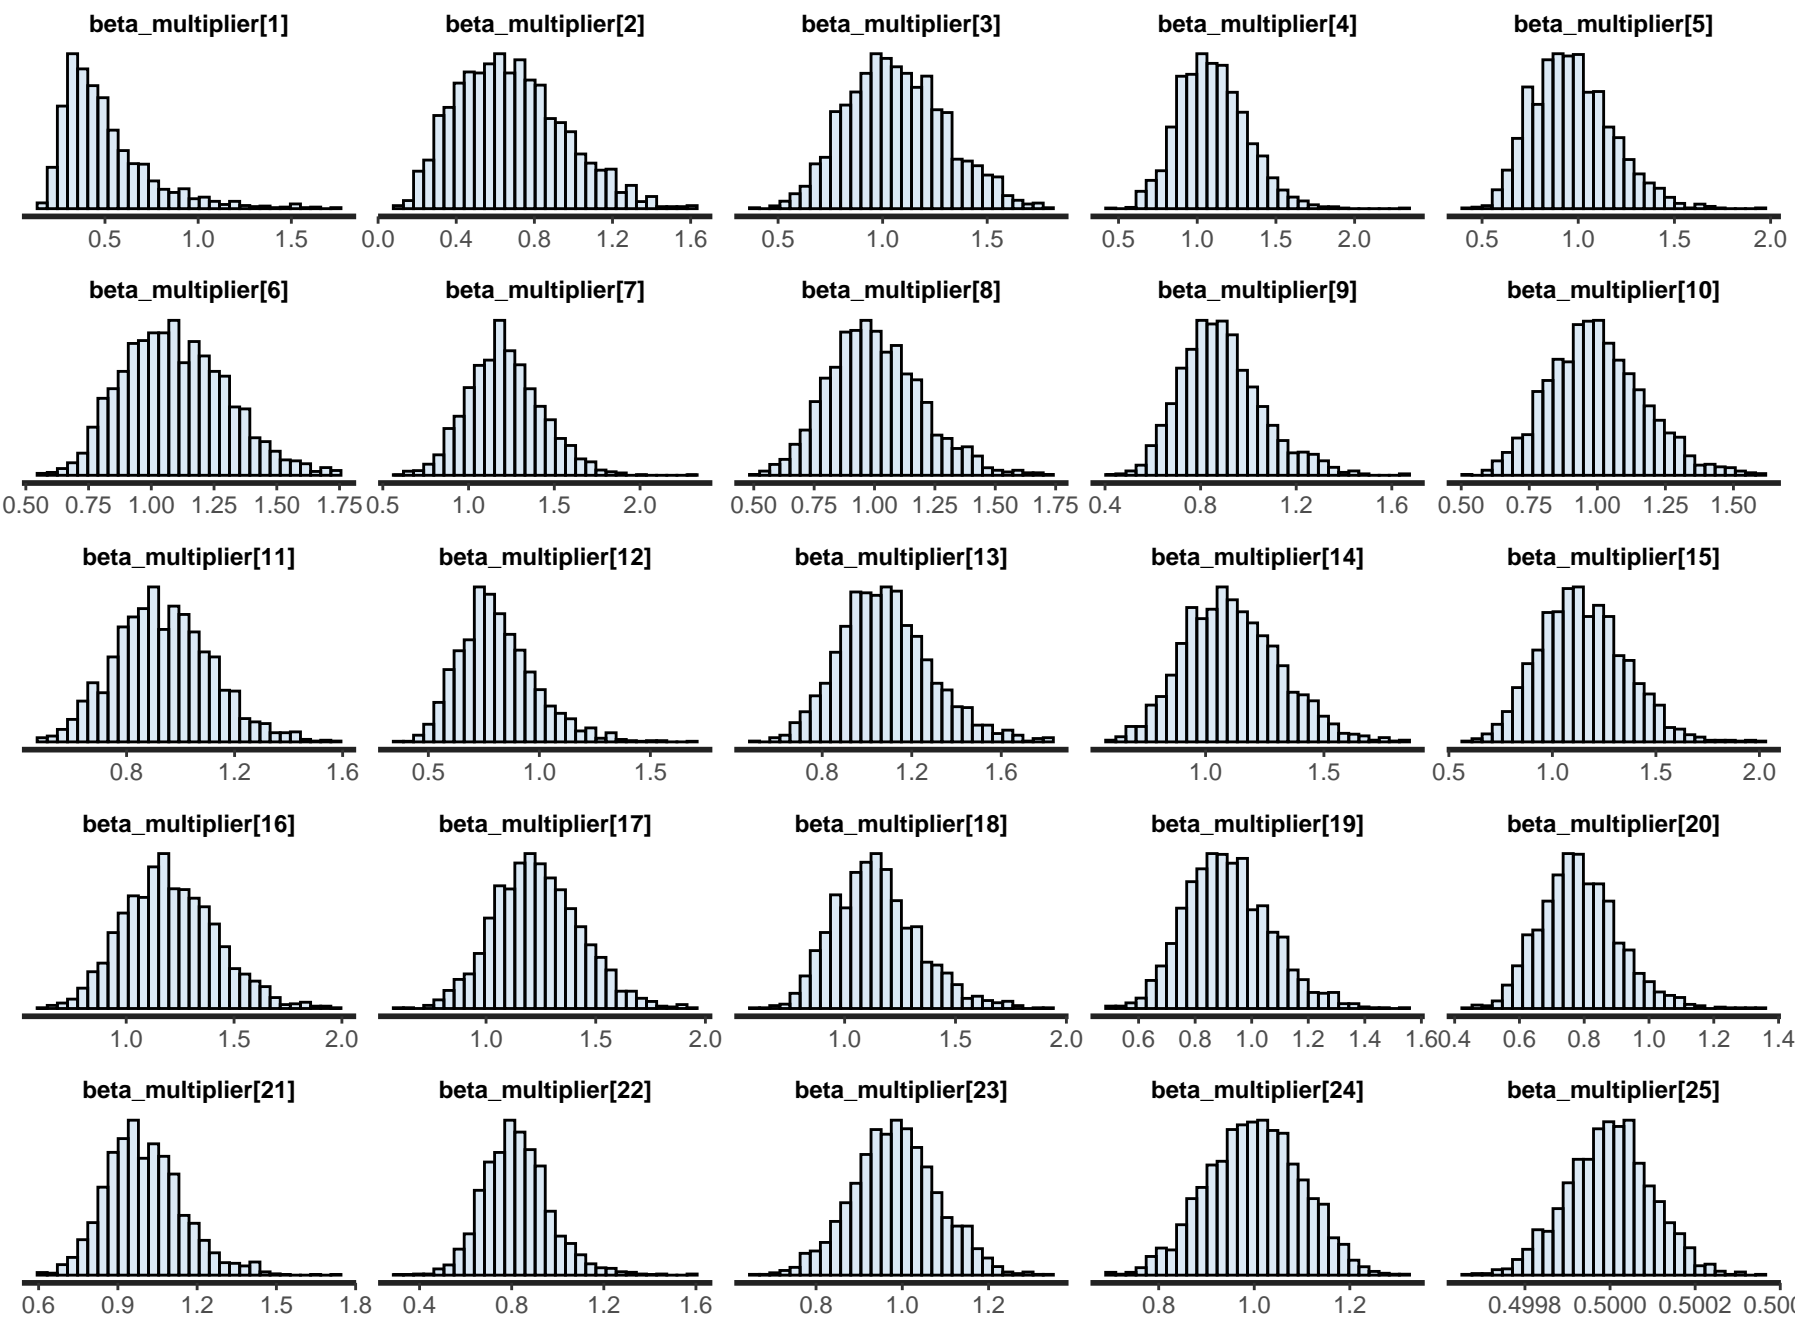 beta_multiplier[1] beta_multiplier[2] beta_multiplier[3] beta_multiplier[4] beta_multiplier[5]
0.5 1.0 1.5 0.0 0.4 0.8 1.2 1.6 0.5 1.0 1.5 0.5 1.0 1.5 2.0 0.5 1.0 1.5 2.0
beta_multiplier[6] beta_multiplier[7] beta_multiplier[8] beta_multiplier[9] beta_multiplier[10]
0.50 0.75 1.00 1.25 1.50 1.75 0.5 1.0 1.5 2.0 0.50 0.75 1.00 1.25 1.50 1.75 0.4 0.8 1.2 1.6 0.50 0.75 1.00 1.25 1.50
beta_multiplier[11] beta_multiplier[12] beta_multiplier[13] beta_multiplier[14] beta_multiplier[15]
0.8 1.2 1.6 0.5 1.0 1.5 0.8 1.2 1.6 1.0 1.5 0.5 1.0 1.5 2.0
beta_multiplier[16] beta_multiplier[17] beta_multiplier[18] beta_multiplier[19] beta_multiplier[20]
1.0 1.5 2.0 1.0 1.5 2.0 1.0 1.5 2.0 0.6 0.8 1.0 1.2 1.4 1.6 0.4 0.6 0.8 1.0 1.2 1.4
beta_multiplier[21] beta_multiplier[22] beta_multiplier[23] beta_multiplier[24] beta_multiplier[25]
0.6 0.9 1.2 1.5 1.8 0.4 0.8 1.2 1.6 0.8 1.0 1.2 0.8 1.0 1.2 0.4998 0.5000 0.5002